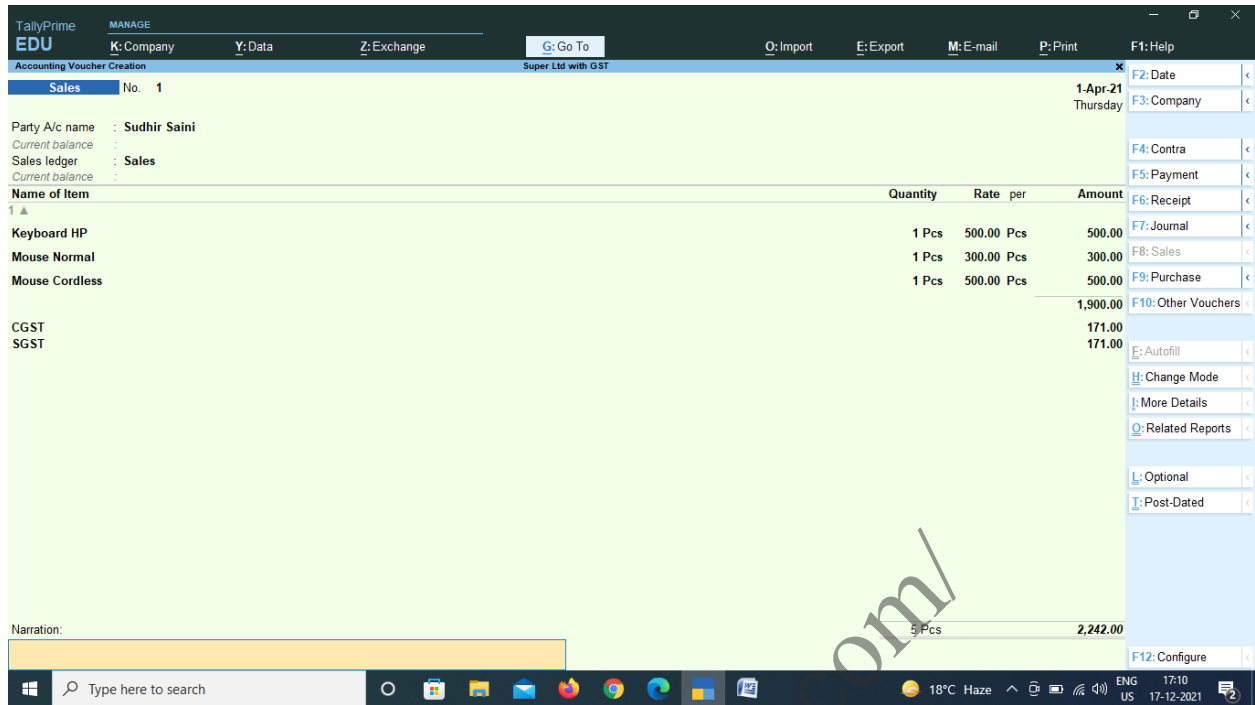 TallyPrime MANAGE
EDU K: Company Y: Data Z: Exchange G: Go To O: Import E: Export M: E-mail P: Print F1: Help
Accounting Voucher Creation Super Ltd with GST
Sales No. 1 1-Apr-21
Thursday
Party A/c name : Sudhir Saini
Current balance :
Sales ledger : Sales
Current balance :
Name of Item Quantity Rate per Amount
1
Keyboard HP 1 Pcs 500.00 Pcs 500.00
Mouse Normal 1 Pcs 300.00 Pcs 300.00
Mouse Cordless 1 Pcs 500.00 Pcs 500.00
1,900.00
CGST 171.00
SGST 171.00
Narration: 5 Pcs 2,242.00
F2: Date
F3: Company
F4: Contra
F5: Payment
F6: Receipt
F7: Journal
F8: Sales
F9: Purchase
F10: Other Vouchers
F: Autofill
H: Change Mode
I: More Details
O: Related Reports
L: Optional
T: Post-Dated
F12: Configure
om/
Type here to search 18°C Haze ENG 17:10
US 17-12-2021 2